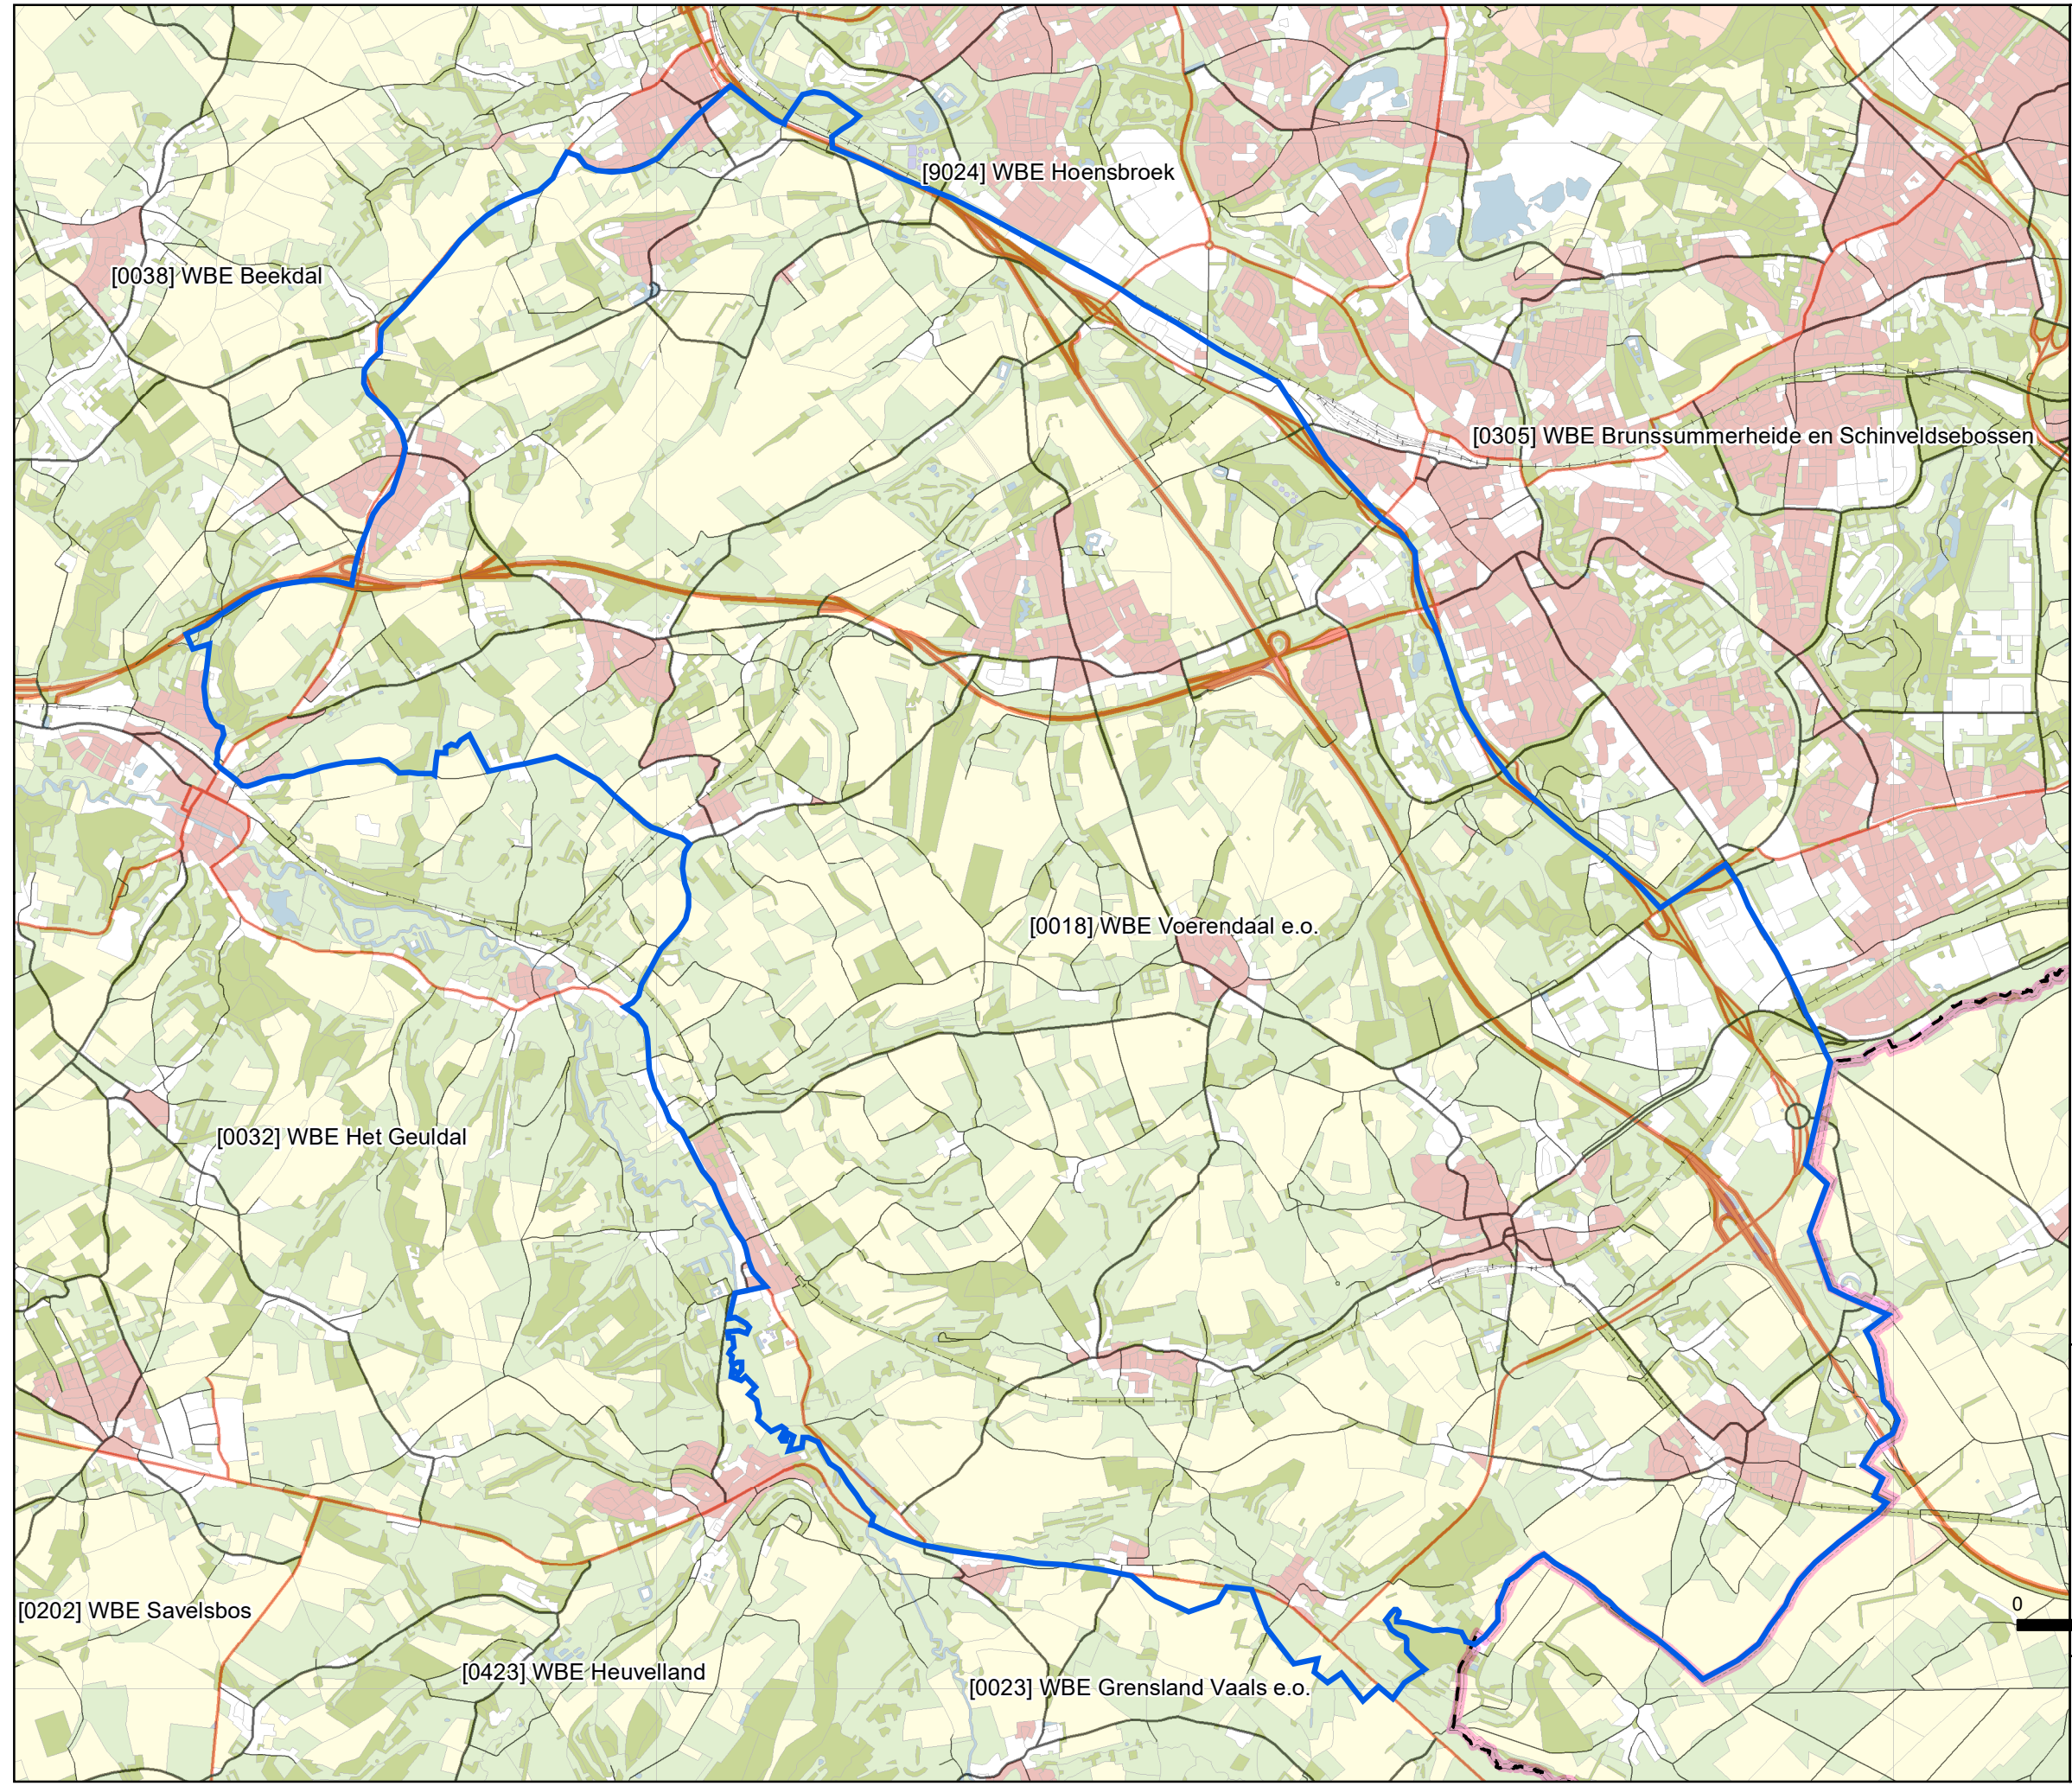 [9024] WBE Hoensbroek
[0038] WBE Beekdal
[0305] WBE Brunssummerheide en Schinveldsebossen
[0018] WBE Voerendaal e.o.
[0032] WBE Het Geuldal
0
[0202] WBE Savelsbos
[0423] WBE Heuvelland
[0023] WBE Grensland Vaals e.o.